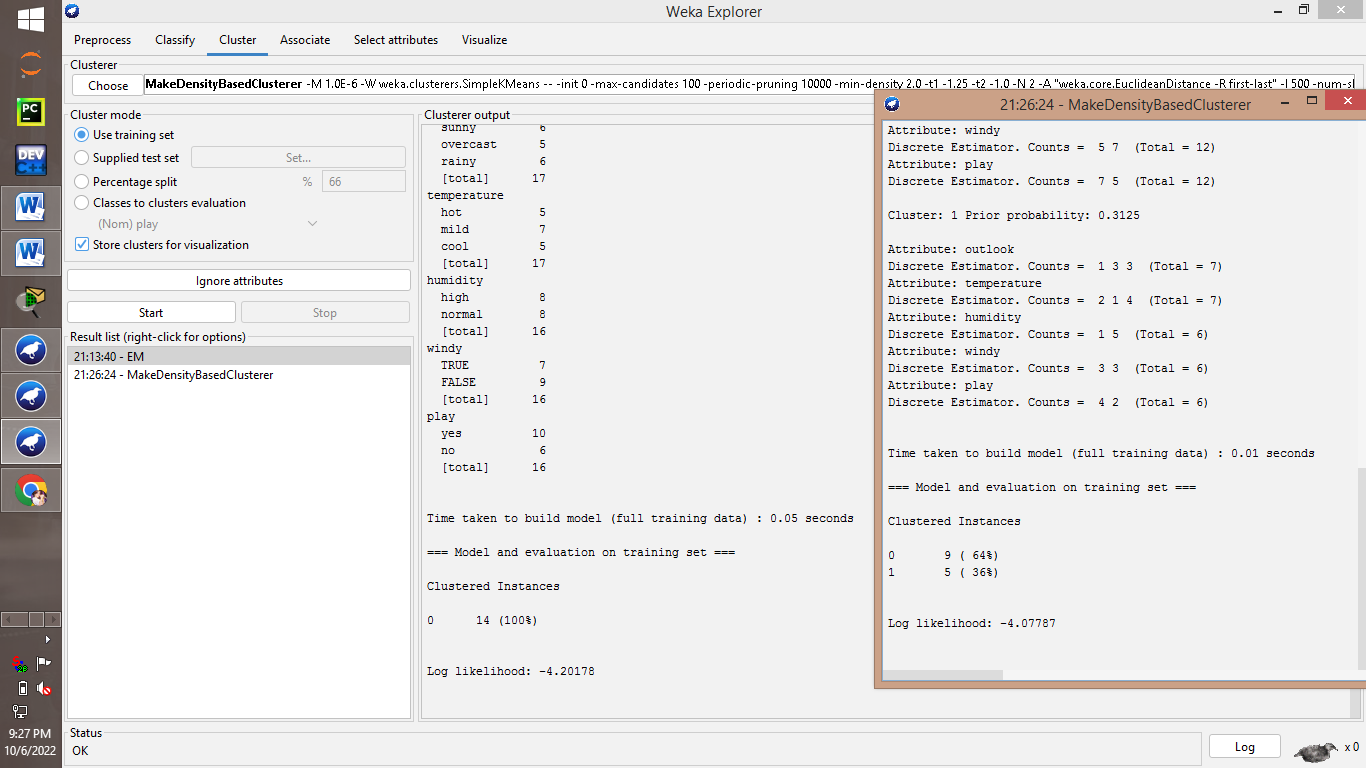 Weka Explorer
Preprocess Classify Cluster Associate Select attributes Visualize
Clusterer
Choose MakeDensityBasedClusterer -M 1.0E-6 -W weka.clusterers.SimpleKMeans -- -init 0 -max-candidates 100 -periodic-pruning 10000 -min-density 2.0 -t1 -1.25 -t2 -1.0 -N 2 -A "weka.core.EuclideanDistance -R first-last" -I 500
Cluster mode
Use training set
Supplied test set Set...
Percentage split % 66
Classes to clusters evaluation
(Nom) play
Store clusters for visualization
Ignore attributes
Start Stop
Result list (right-click for options)
21:13:40 - EM
21:26:24 - MakeDensityBasedClusterer
Clusterer output
sunny 6
overcast 5
rainy 6
[total] 17
temperature
hot 5
mild 7
cool 5
[total] 17
humidity
high 8
normal 8
[total] 16
windy
TRUE 7
FALSE 9
[total] 16
play
yes 10
no 6
[total] 16
Time taken to build model (full training data) : 0.05 seconds
=== Model and evaluation on training set ===
Clustered Instances
0 14 (100%)
Log likelihood: -4.20178
21:26:24 - MakeDensityBasedClusterer
Attribute: windy
Discrete Estimator. Counts = 5 7 (Total = 12)
Attribute: play
Discrete Estimator. Counts = 7 5 (Total = 12)
Cluster: 1 Prior probability: 0.3125
Attribute: outlook
Discrete Estimator. Counts = 1 3 3 (Total = 7)
Attribute: temperature
Discrete Estimator. Counts = 2 1 4 (Total = 7)
Attribute: humidity
Discrete Estimator. Counts = 1 5 (Total = 6)
Attribute: windy
Discrete Estimator. Counts = 3 3 (Total = 6)
Attribute: play
Discrete Estimator. Counts = 4 2 (Total = 6)
Time taken to build model (full training data) : 0.01 seconds
=== Model and evaluation on training set ===
Clustered Instances
0 9 ( 64%)
1 5 ( 36%)
Log likelihood: -4.07787
Status
OK
Log x 0
PC
DEV
C++
W
W
9:27 PM
10/6/2022